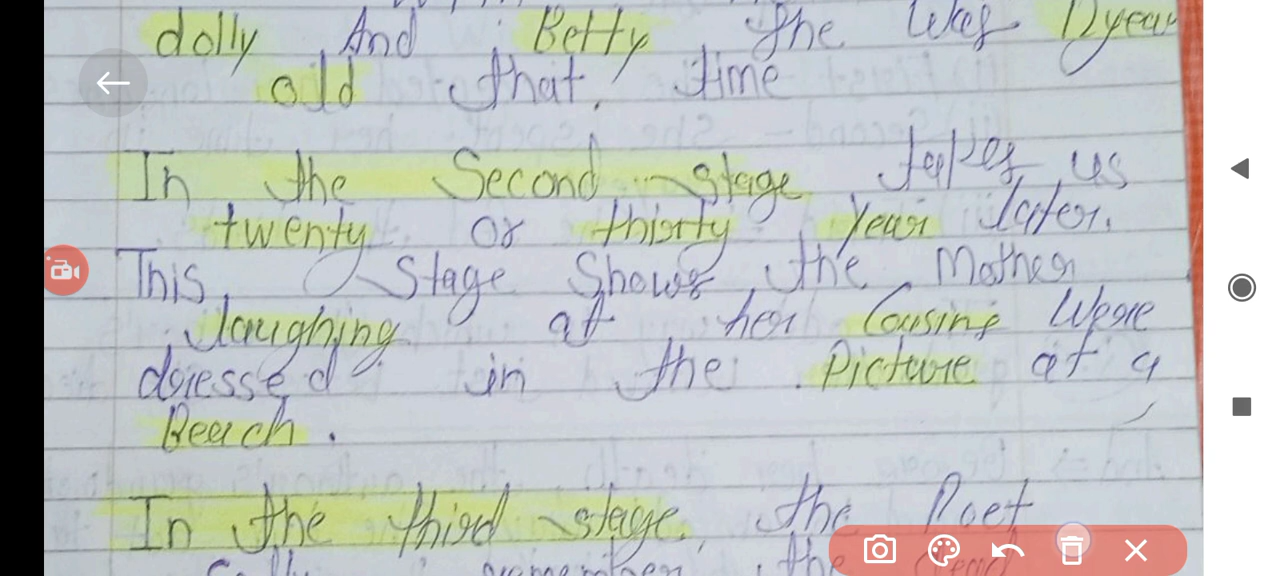 dolly And Betty She was 12 year
old that time
In the Second stage takes us
twenty or thirty year later.
This Stage Shows the Mother
laughing at her Cousins Were
dressed in the Picture at a
Beach.
In the third stage, the Poet